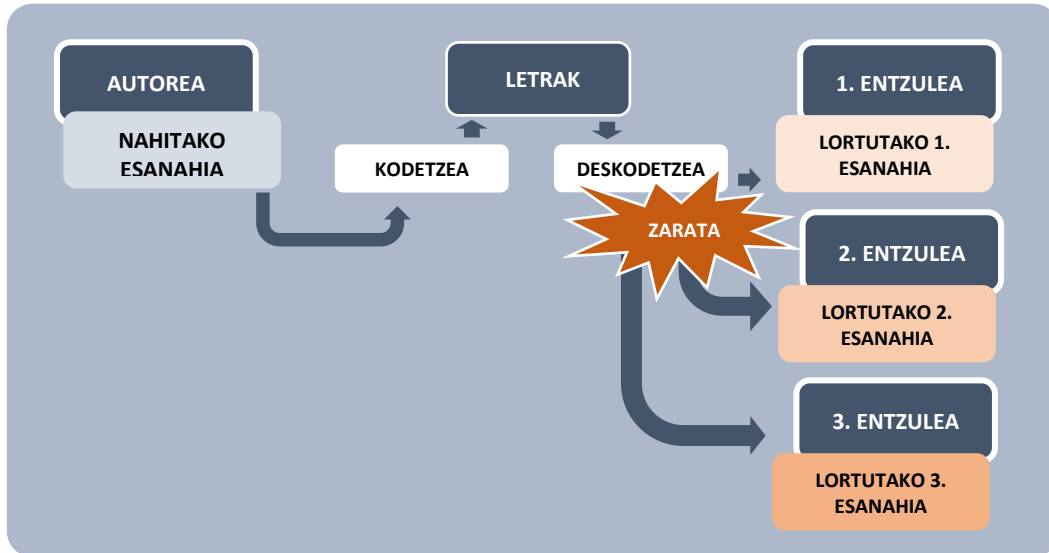 AUTOREA
NAHITAKO
ESANAHIA
KODETZEA
LETRAK
DESKODETZEA
ZARATA
1. ENTZULEA
LORTUTAKO 1.
ESANAHIA
2. ENTZULEA
LORTUTAKO 2.
ESANAHIA
3. ENTZULEA
LORTUTAKO 3.
ESANAHIA